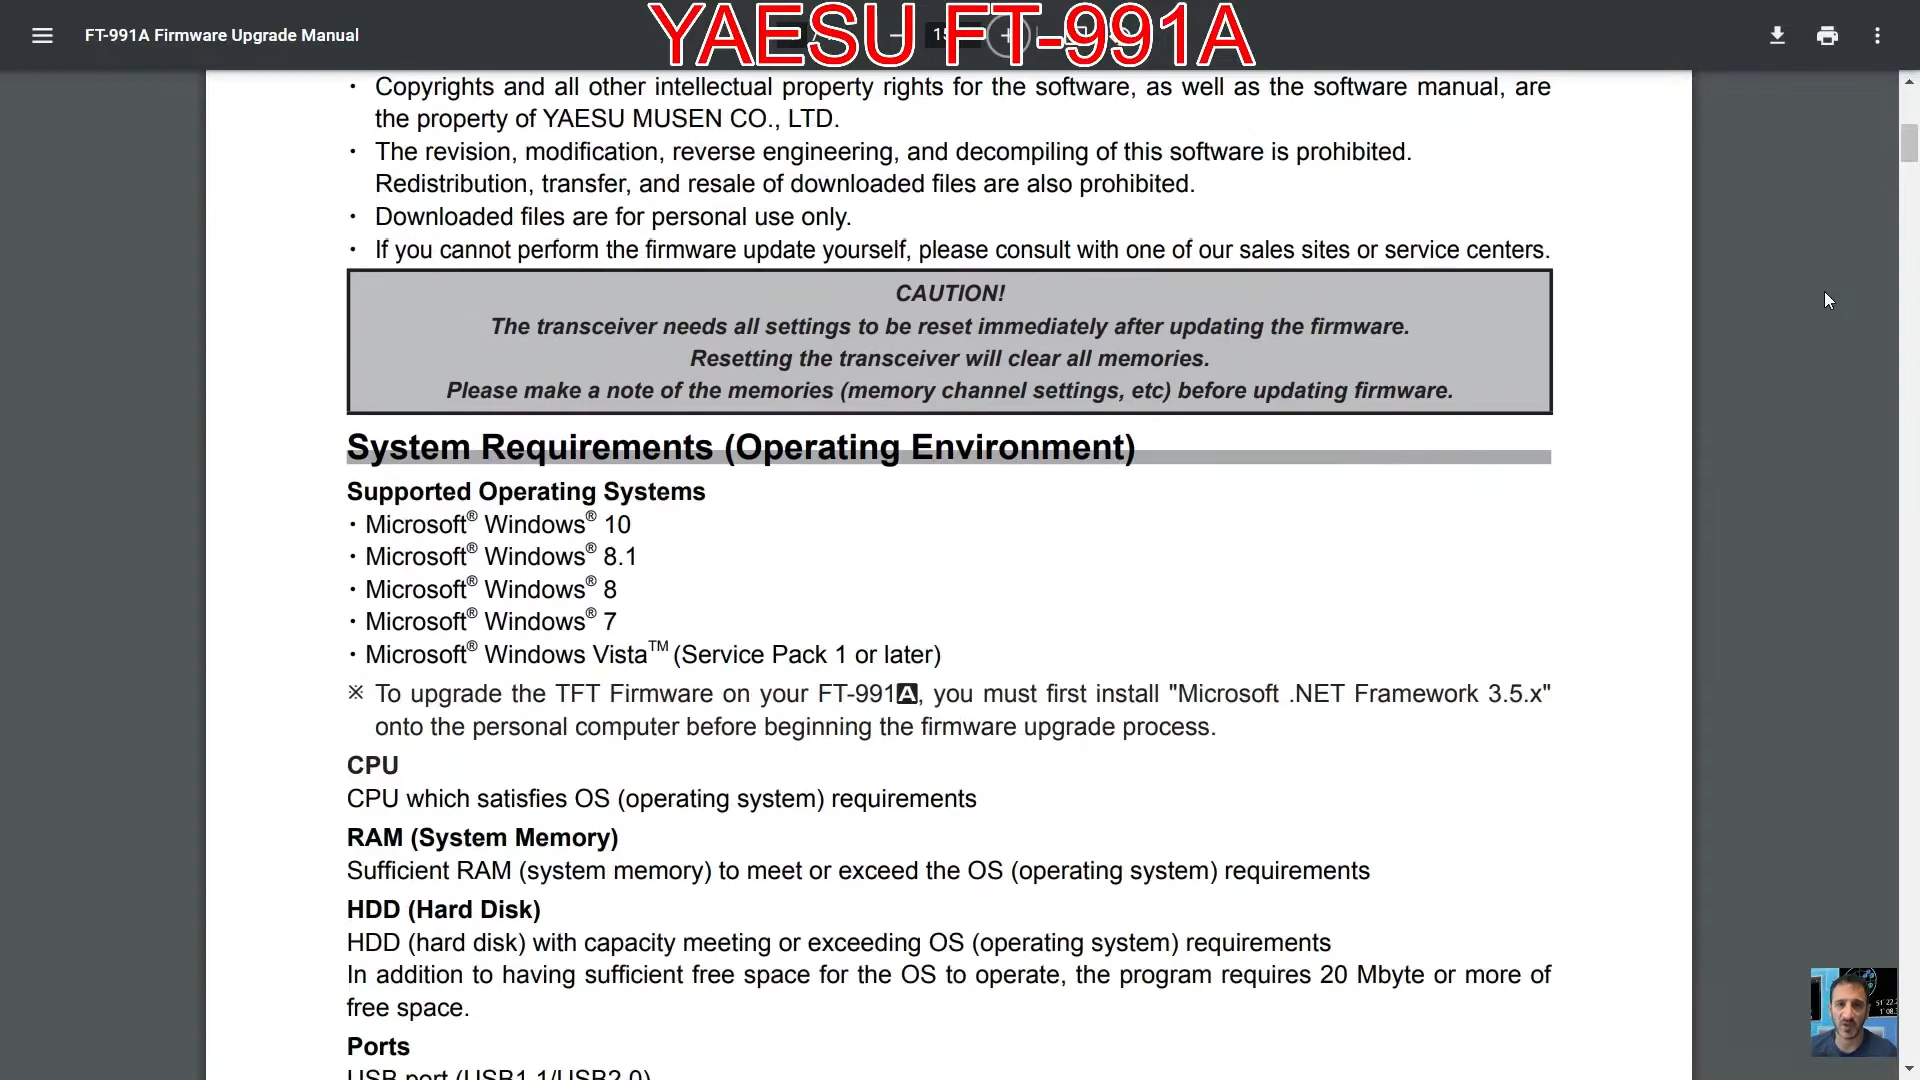 FT-991A Firmware Upgrade Manual
YAESU FT-991A
· Copyrights and all other intellectual property rights for the software, as well as the software manual, are
the property of YAESU MUSEN CO., LTD.
· The revision, modification, reverse engineering, and decompiling of this software is prohibited.
Redistribution, transfer, and resale of downloaded files are also prohibited.
· Downloaded files are for personal use only.
· If you cannot perform the firmware update yourself, please consult with one of our sales sites or service centers.
CAUTION!
The transceiver needs all settings to be reset immediately after updating the firmware.
Resetting the transceiver will clear all memories.
Please make a note of the memories (memory channel settings, etc) before updating firmware.
System Requirements (Operating Environment)
Supported Operating Systems
· Microsoft® Windows® 10
· Microsoft® Windows® 8.1
· Microsoft® Windows® 8
· Microsoft® Windows® 7
· Microsoft® Windows Vista™ (Service Pack 1 or later)
※ To upgrade the TFT Firmware on your FT-991A, you must first install "Microsoft .NET Framework 3.5.x"
onto the personal computer before beginning the firmware upgrade process.
CPU
CPU which satisfies OS (operating system) requirements
RAM (System Memory)
Sufficient RAM (system memory) to meet or exceed the OS (operating system) requirements
HDD (Hard Disk)
HDD (hard disk) with capacity meeting or exceeding OS (operating system) requirements
In addition to having sufficient free space for the OS to operate, the program requires 20 Mbyte or more of
free space.
Ports
USB port (USB1.1/USB2.0)